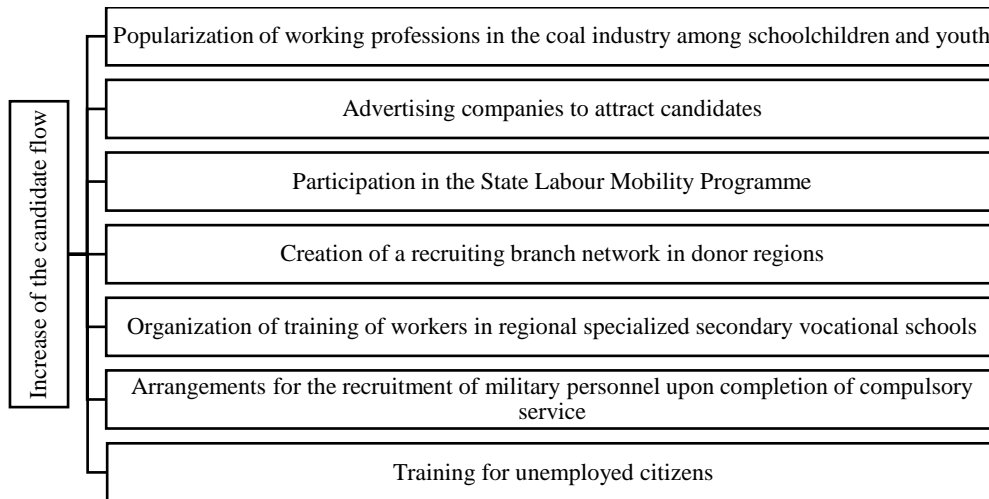 Increase of the candidate flow
Popularization of working professions in the coal industry among schoolchildren and youth
Advertising companies to attract candidates
Participation in the State Labour Mobility Programme
Creation of a recruiting branch network in donor regions
Organization of training of workers in regional specialized secondary vocational schools
Arrangements for the recruitment of military personnel upon completion of compulsory
service
Training for unemployed citizens